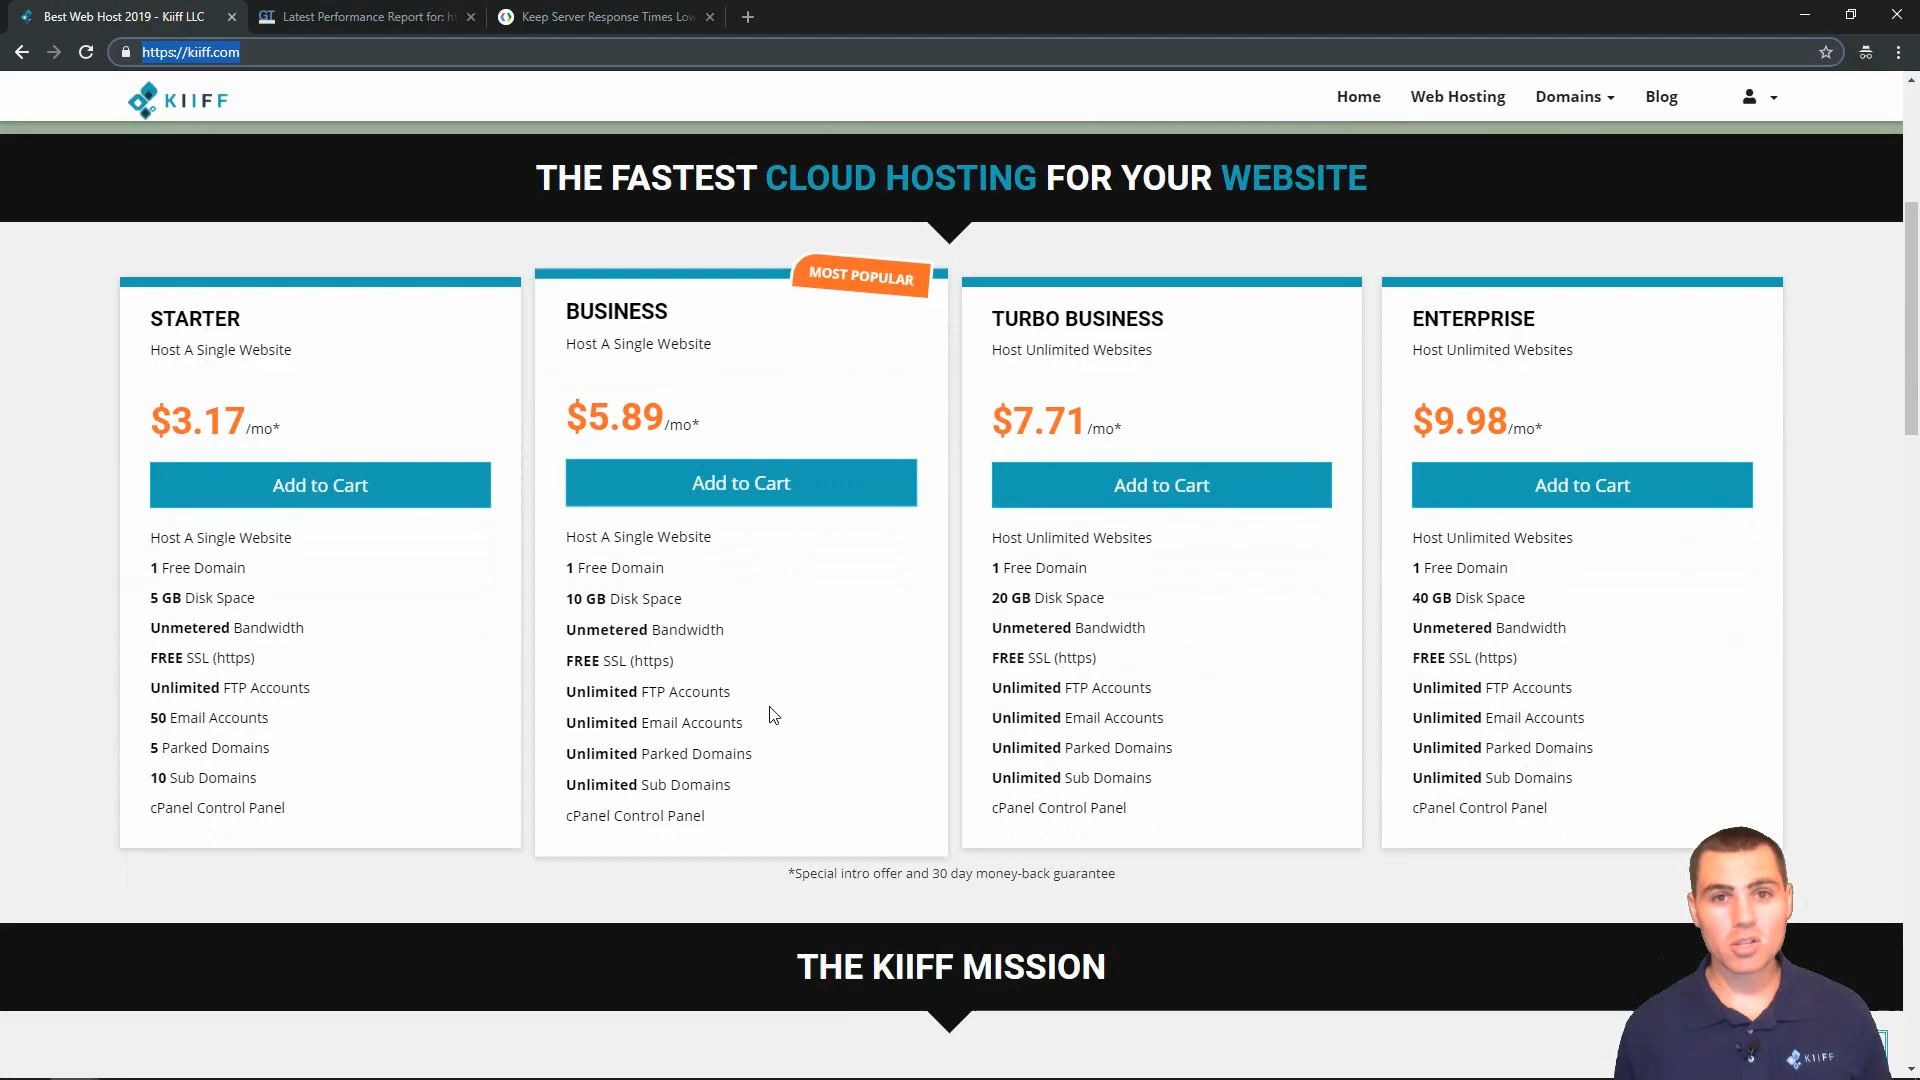 Best Web Host 2019 - Kiiff LLC
Latest Performance Report for:
Keep Server Response Times Low
https://kiiff.com
KIIFF
Home
Web Hosting
Domains
Blog
THE FASTEST CLOUD HOSTING FOR YOUR WEBSITE
STARTER
Host A Single Website
$3.17/mo*
Add to Cart
Host A Single Website
1 Free Domain
5 GB Disk Space
Unmetered Bandwidth
FREE SSL (https)
Unlimited FTP Accounts
50 Email Accounts
5 Parked Domains
10 Sub Domains
cPanel Control Panel
MOST POPULAR
BUSINESS
Host A Single Website
$5.89/mo*
Add to Cart
Host A Single Website
1 Free Domain
10 GB Disk Space
Unmetered Bandwidth
FREE SSL (https)
Unlimited FTP Accounts
Unlimited Email Accounts
Unlimited Parked Domains
Unlimited Sub Domains
cPanel Control Panel
TURBO BUSINESS
Host Unlimited Websites
$7.71/mo*
Add to Cart
Host Unlimited Websites
1 Free Domain
20 GB Disk Space
Unmetered Bandwidth
FREE SSL (https)
Unlimited FTP Accounts
Unlimited Email Accounts
Unlimited Parked Domains
Unlimited Sub Domains
cPanel Control Panel
ENTERPRISE
Host Unlimited Websites
$9.98/mo*
Add to Cart
Host Unlimited Websites
1 Free Domain
40 GB Disk Space
Unmetered Bandwidth
FREE SSL (https)
Unlimited FTP Accounts
Unlimited Email Accounts
Unlimited Parked Domains
Unlimited Sub Domains
cPanel Control Panel
*Special intro offer and 30 day money-back guarantee
THE KIIFF MISSION
KIIFF